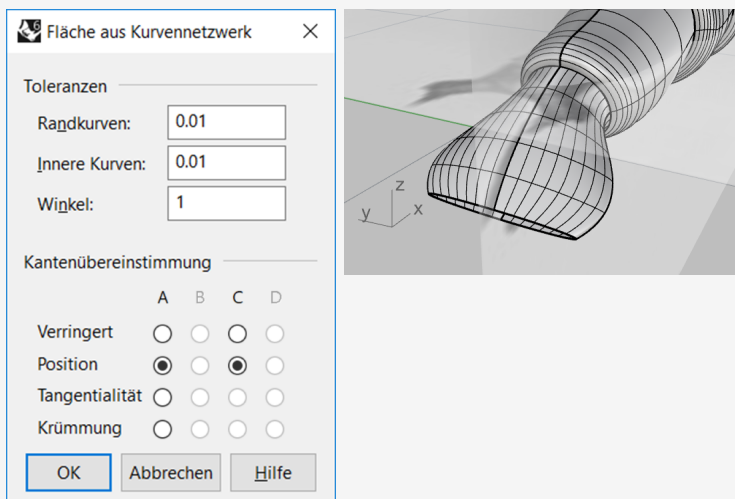 Fläche aus Kurvennetzwerk
Toleranzen
Randkurven: 0.01
Innere Kurven: 0.01
Winkel: 1
Kantenübereinstimmung
A B C D
Verringert
Position
Tangentialität
Krümmung
OK Abbrechen Hilfe
z
y x